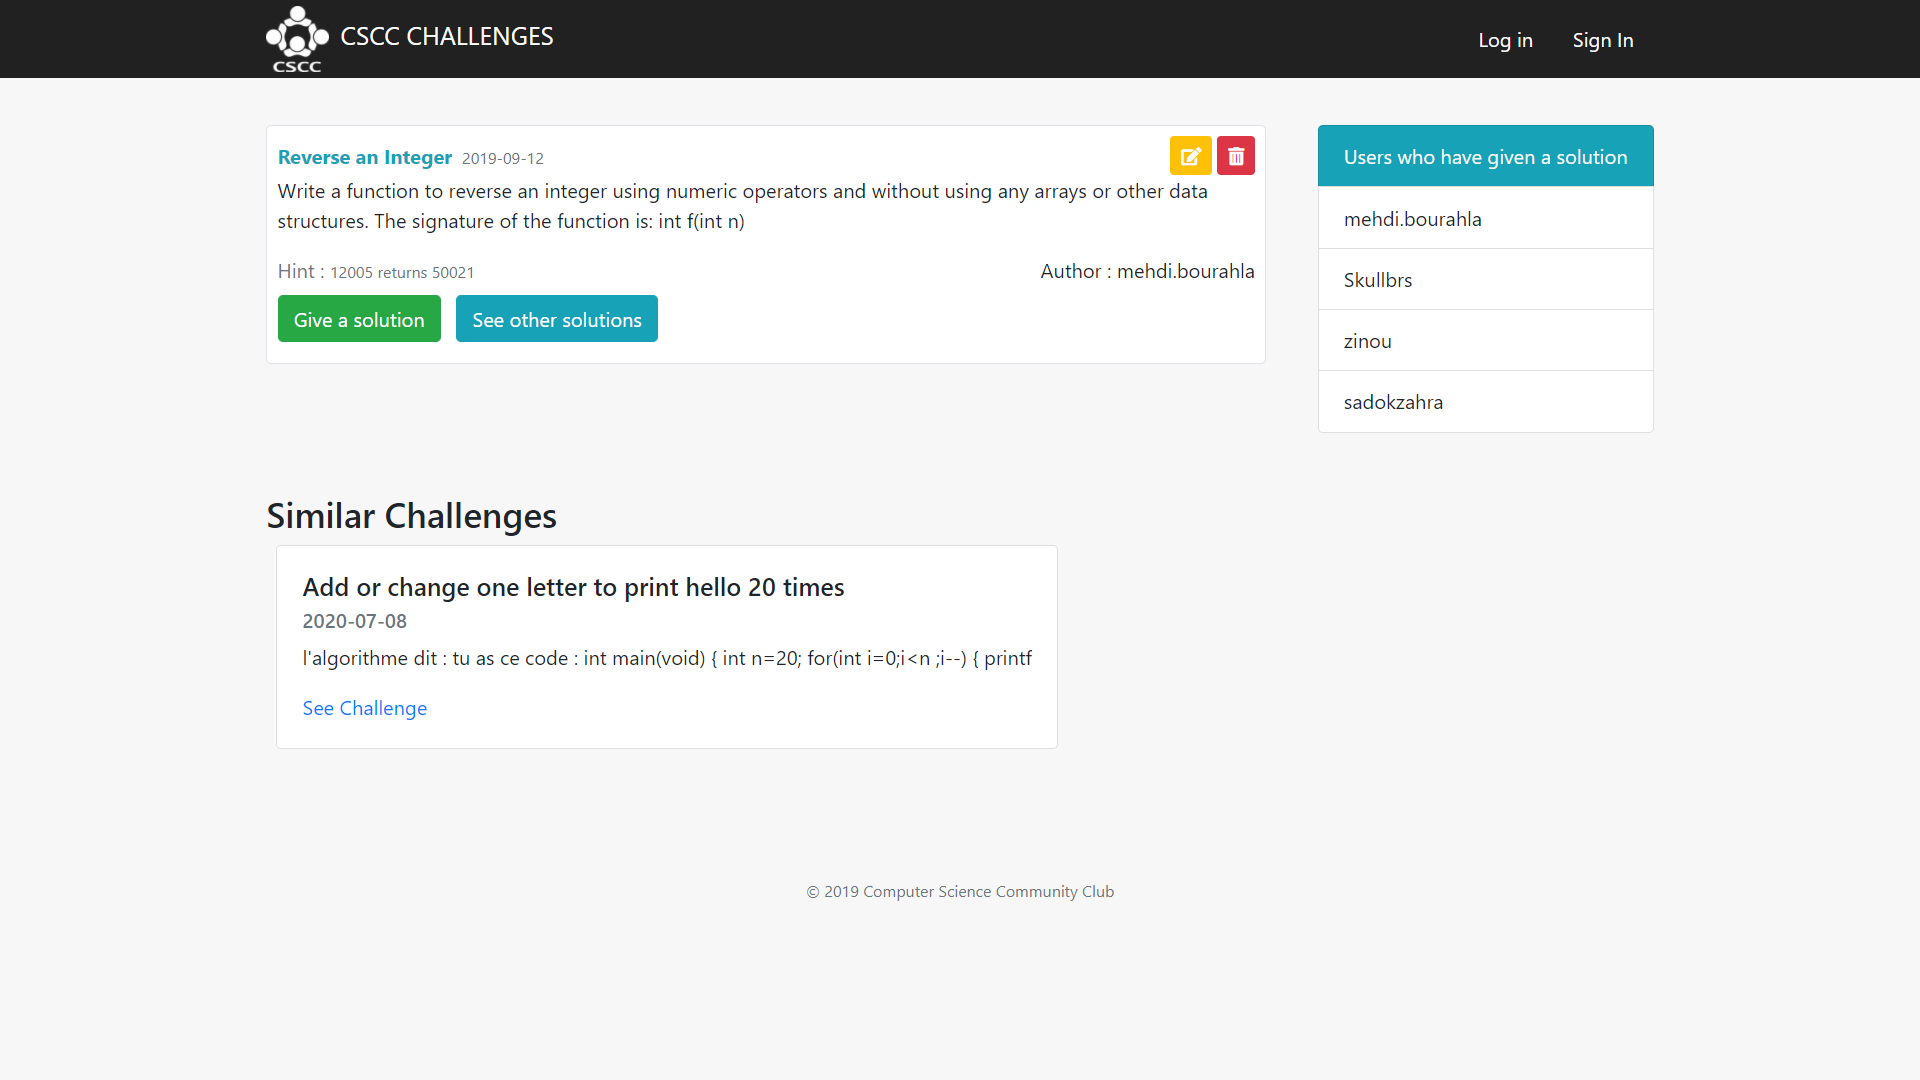 CSCC
CSCC CHALLENGES
Log in
Sign In
Reverse an Integer 2019-09-12
Write a function to reverse an integer using numeric operators and without using any arrays or other data
structures. The signature of the function is: int f(int n)
Hint : 12005 returns 50021
Author : mehdi.bourahla
Give a solution
See other solutions
Users who have given a solution
mehdi.bourahla
Skullbrs
zinou
sadokzahra
Similar Challenges
Add or change one letter to print hello 20 times
2020-07-08
l'algorithme dit : tu as ce code : int main(void) { int n=20; for(int i=0;i<n ;i--) { printf
See Challenge
© 2019 Computer Science Community Club